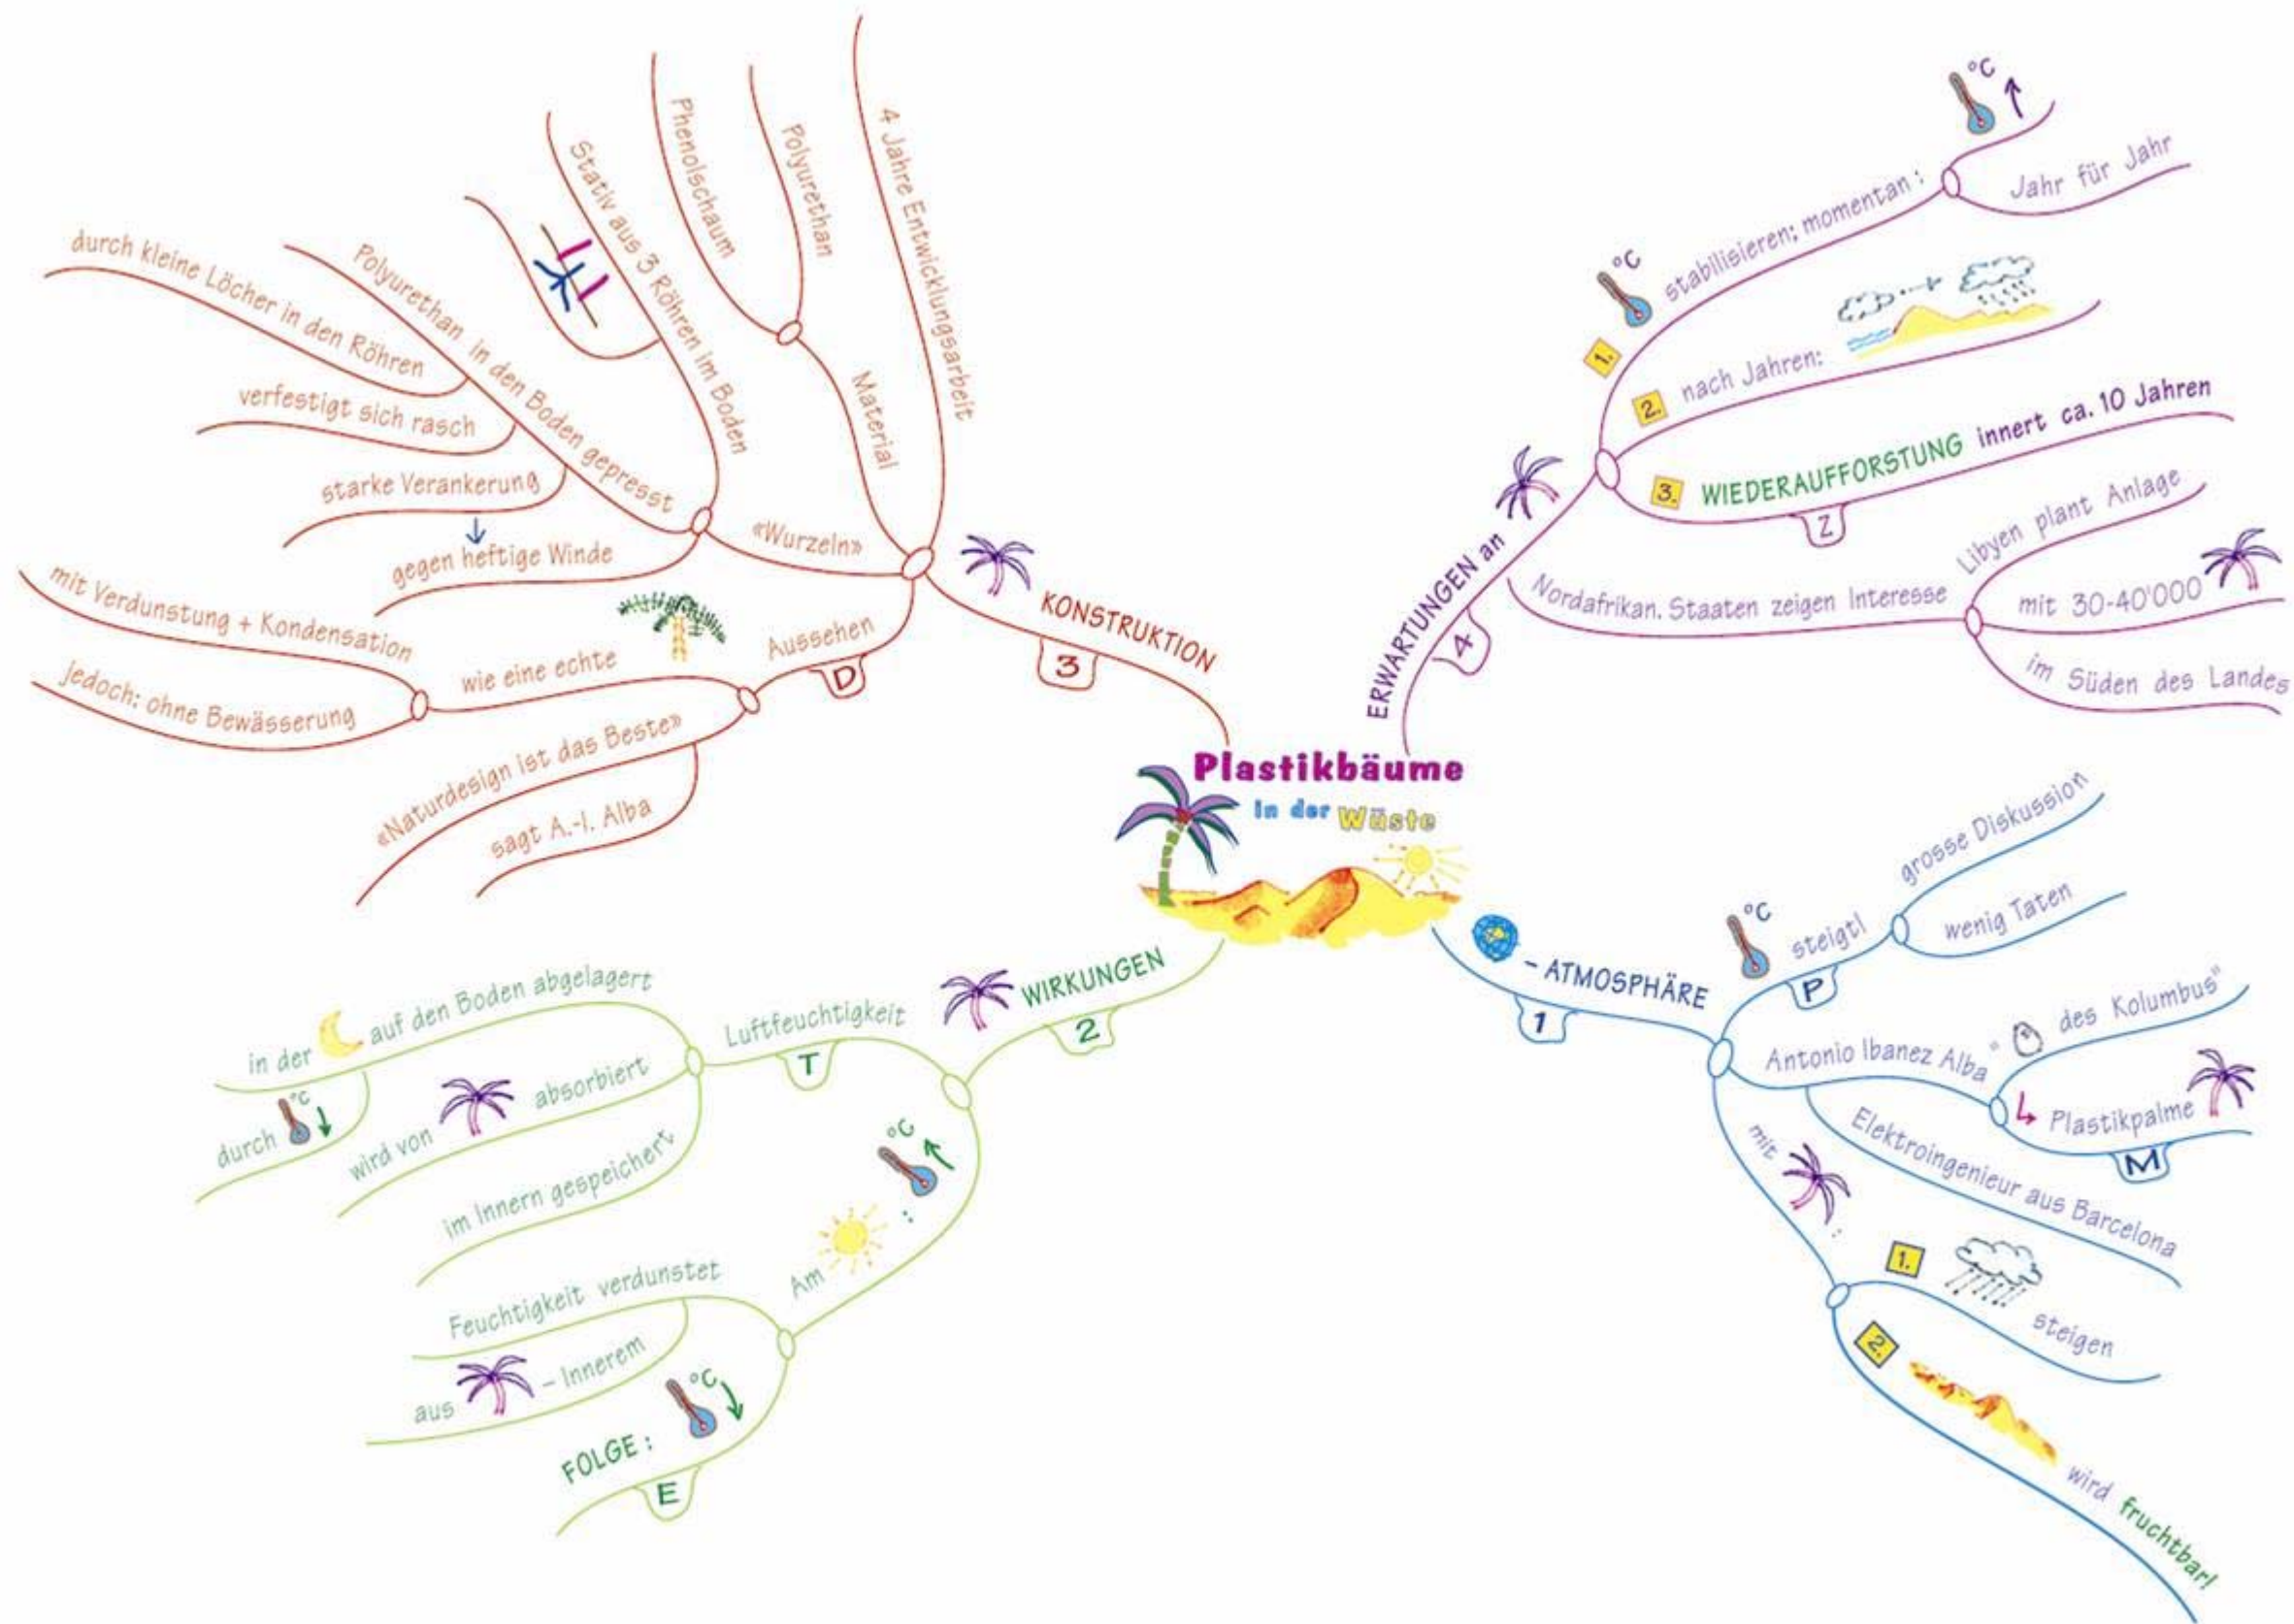 Plastikbäume
in der Wüste
- ATMOSPHÄRE
1
°C
steigt!
P
grosse Diskussion
wenig Taten
Antonio Ibanez Alba
" des Kolumbus"
Plastikpalme
M
Elektroingenieur aus Barcelona
mit :
1.
steigen
2.
wird fruchtbar!
WIRKUNGEN
2
Luftfeuchtigkeit
T
in der auf den Boden abgelagert
durch °C
wird von absorbiert
im Innern gespeichert
Am : °C
Feuchtigkeit verdunstet
aus - Innerem
FOLGE: °C
E
KONSTRUKTION
3
4 Jahre Entwicklungsarbeit
Material
Polyurethan
Phenolschaum
«Wurzeln»
Stativ aus 3 Röhren im Boden
Polyurethan in den Boden gepresst
durch kleine Löcher in den Röhren
verfestigt sich rasch
starke Verankerung
gegen heftige Winde
Aussehen
D
wie eine echte
mit Verdunstung + Kondensation
jedoch: ohne Bewässerung
«Naturdesign ist das Beste»
sagt A.-I. Alba
ERWARTUNGEN an
4
1.
°C stabilisieren; momentan:
°C
Jahr für Jahr
2. nach Jahren:
3. WIEDERAUFFORSTUNG innert ca. 10 Jahren
Z
Nordafrikan. Staaten zeigen Interesse
Libyen plant Anlage
mit 30-40'000
im Süden des Landes